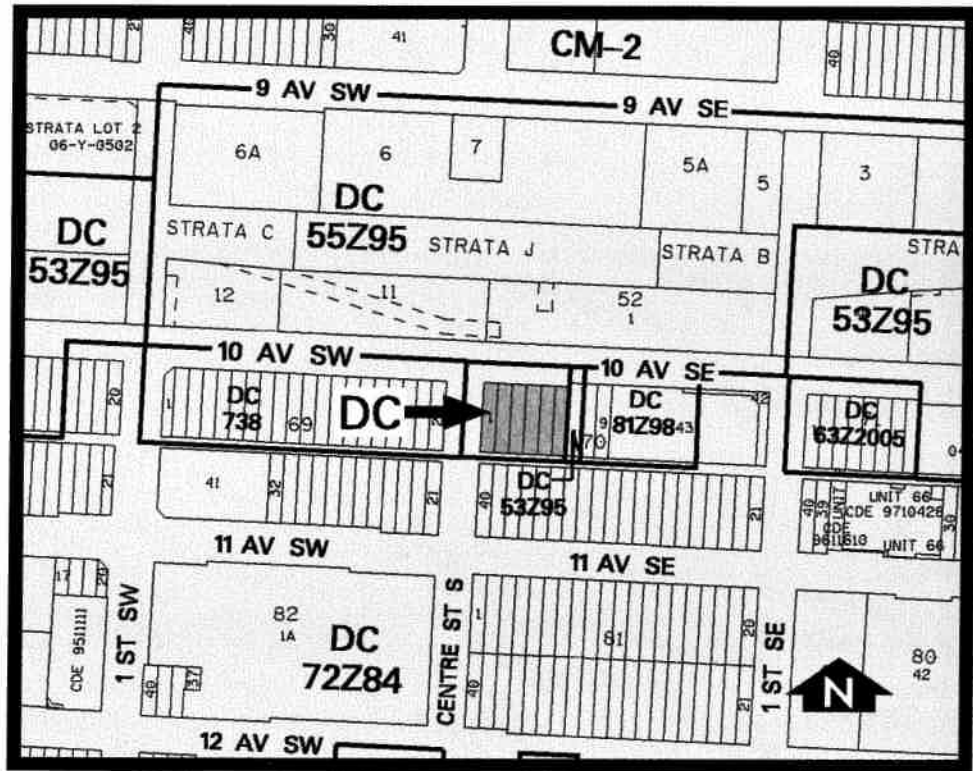 21
40
30
41
CM-2
40
9 AV SW
9 AV SE
STRATA LOT 2
06-Y-0502
6A
6
7
5A
5
3
DC
53Z95
DC
55Z95
STRATA C
STRATA J
STRATA B
STRA
DC
53Z95
12
11
52
1
10 AV SW
10 AV SE
20
1
DC
738
69
DC
9
70
DC
81Z98
43
DC
63Z2005
DC
53Z95
21
41
32
21
40
21
40
39
UNIT 66
CDE 9710428
30
UNIT 66
11 AV SW
11 AV SE
17
20
CDE 9511111
1 ST SW
82
1A
DC
72Z84
40
37
CENTRE ST S
1
81
20
40
21
1 ST SE
N
80
42
12 AV SW